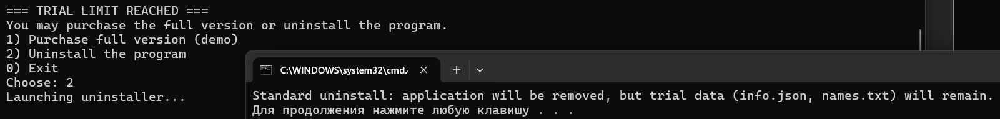 === TRIAL LIMIT REACHED ===
You may purchase the full version or uninstall the program.
1) Purchase full version (demo)
2) Uninstall the program
0) Exit
Choose: 2
Launching uninstaller...
C:\WINDOWS\system32\cmd.
Standard uninstall: application will be removed, but trial data (info.json, names.txt) will remain.
Для продолжения нажмите любую клавишу . . .